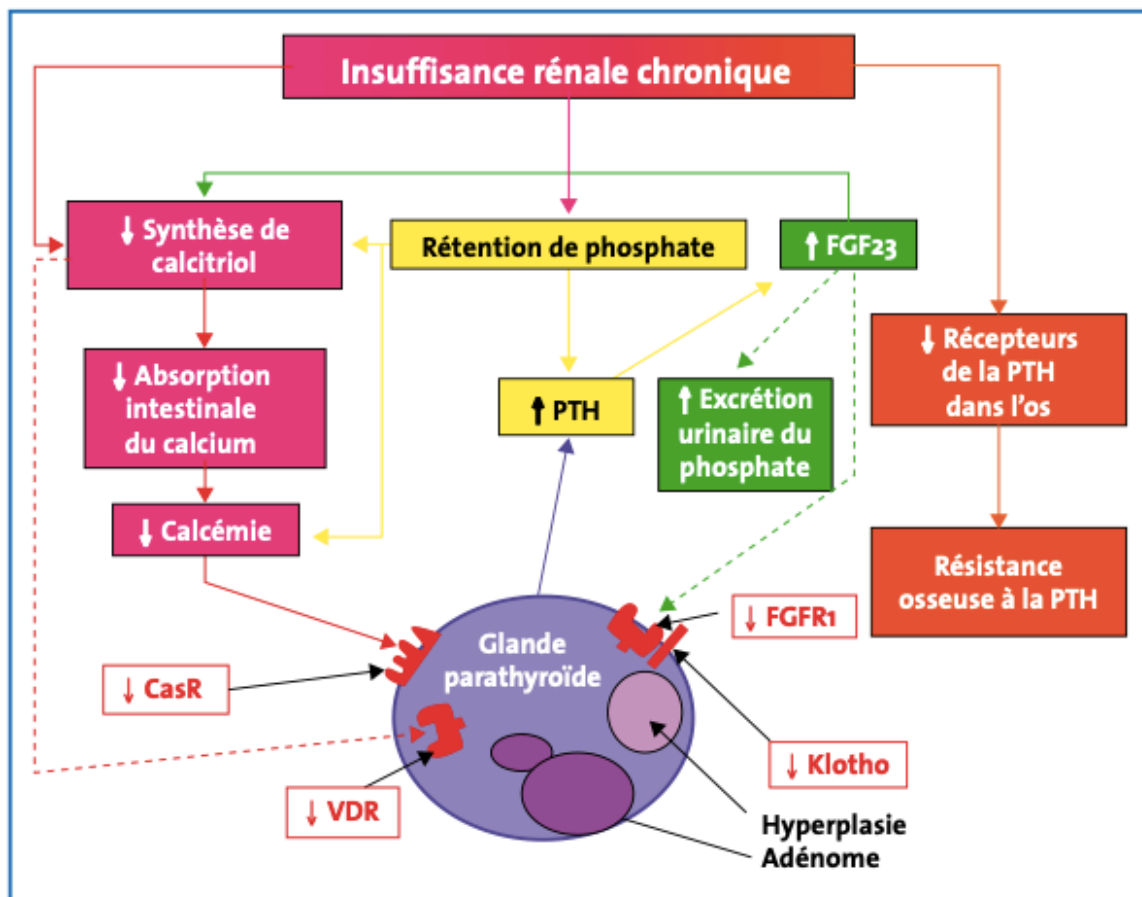 Insuffisance rénale chronique
↓ Synthèse de
calcitriol
Rétention de phosphate
↑ FGF23
↓ Récepteurs
de la PTH
dans l'os
↓ Absorption
intestinale
du calcium
↑ PTH
↑ Excrétion
urinaire du
phosphate
↓ Calcémie
Résistance
osseuse à la PTH
↓ FGFR1
Glande
parathyroïde
↓ CasR
↓ Klotho
↓ VDR
Hyperplasie
Adénome